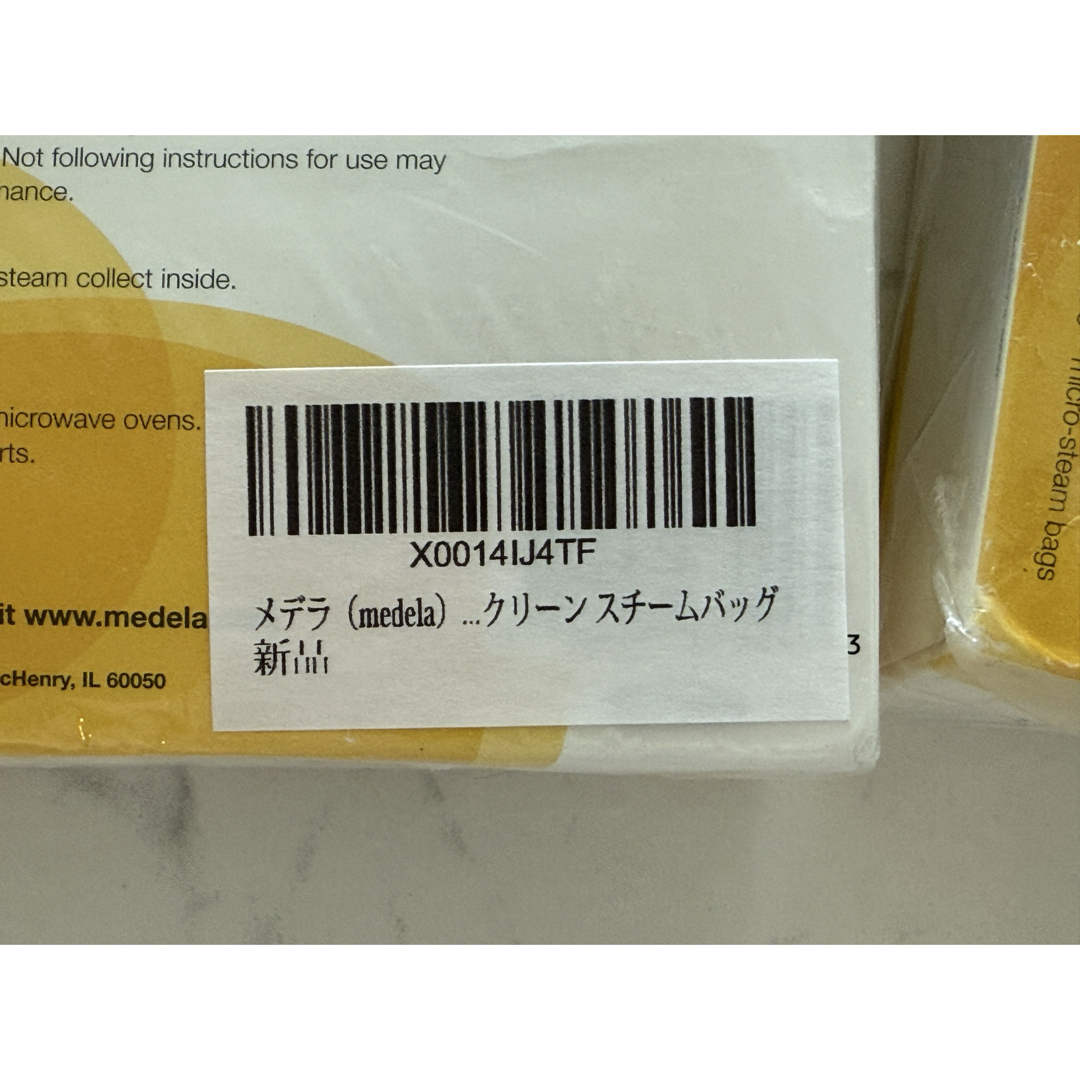 Not following instructions for use may
mance.
steam collect inside.
microwave ovens.
rts.
it www.medela
cHenry, IL 60050
X0014IJ4TF
メデラ（medela）...クリーン スチームバッグ
新品
3
micro-steam bags